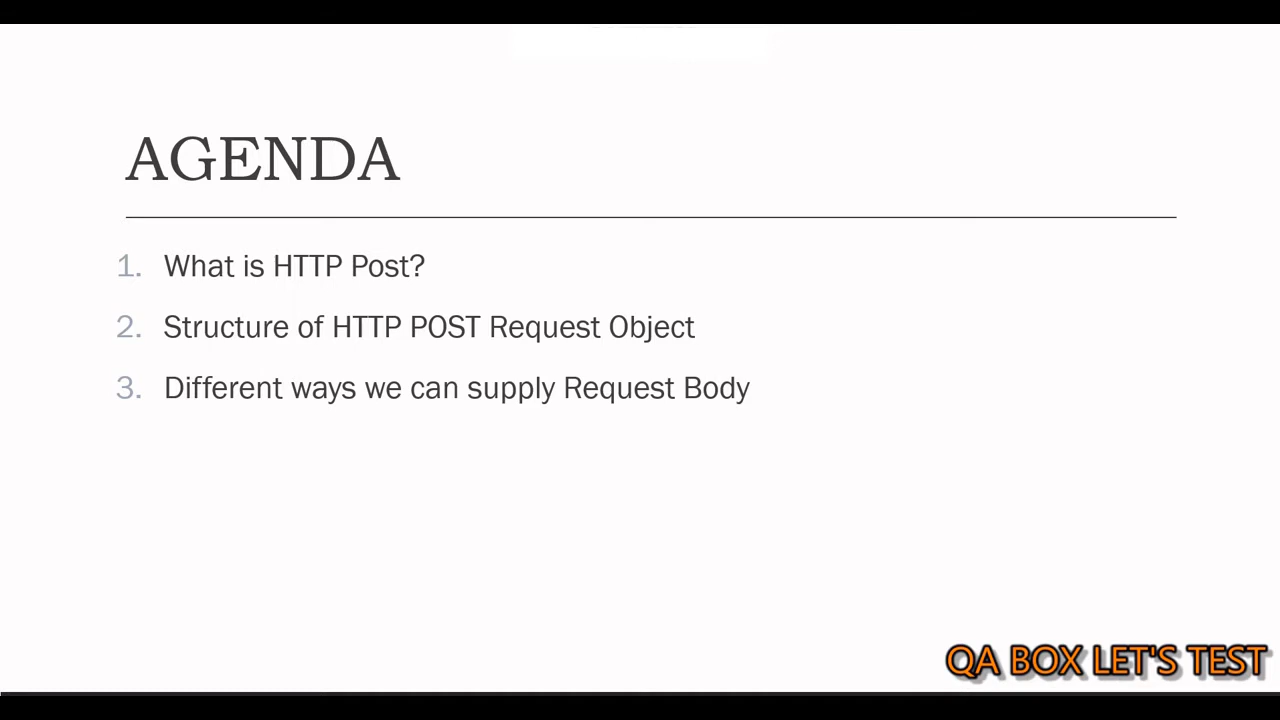 AGENDA
1. What is HTTP Post?
2. Structure of HTTP POST Request Object
3. Different ways we can supply Request Body
QA BOX LET'S TEST